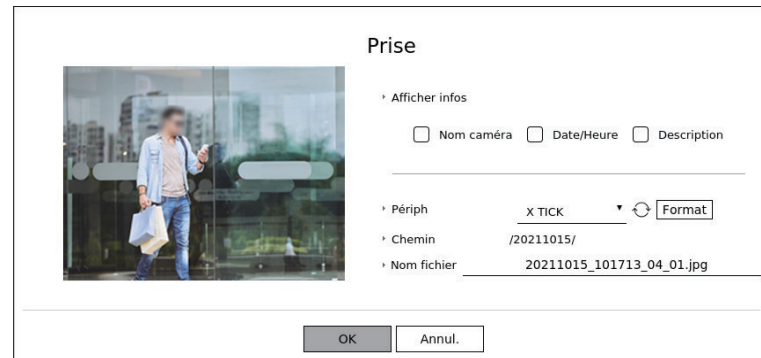 Prise
Afficher infos
Nom caméra Date/Heure Description
Périph X TICK Format
Chemin /20211015/
Nom fichier 20211015_101713_04_01.jpg
OK Annul.